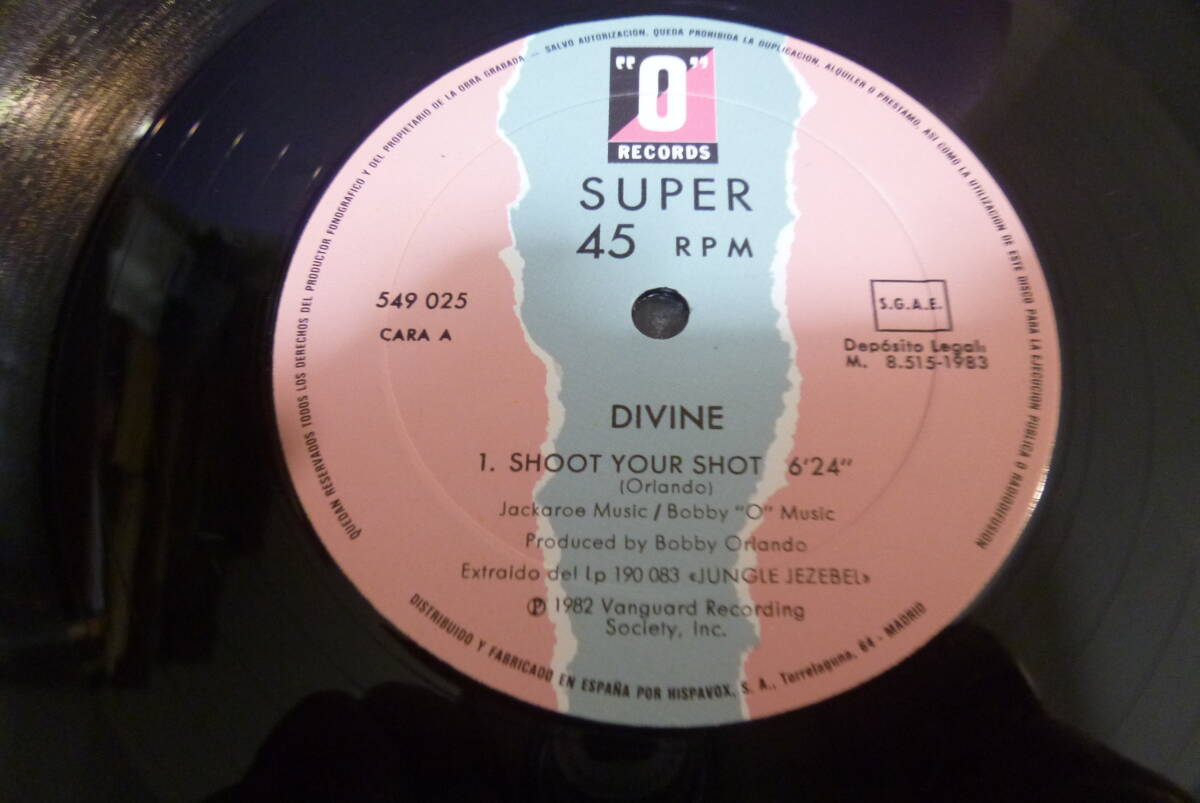 "O"
RECORDS
SUPER
45 RPM
549 025
CARA A
S.G.A.E.
Depósito Legal:
M. 8.515-1983
DIVINE
1. SHOOT YOUR SHOT 6'24"
(Orlando)
Jackaroe Music / Bobby "O" Music
Produced by Bobby Orlando
Extraido del Lp 190 083 «JUNGLE JEZEBEL»
Ⓟ 1982 Vanguard Recording
Society, Inc.
QUEDAN RESERVADOS TODOS LOS DERECHOS DEL PRODUCTOR FONOGRAFICO Y DEL PROPIETARIO DE LA OBRA GRABADA — SALVO AUTORIZACION, QUEDA PROHIBIDA LA DUPLICACION, ALQUILER O PRESTAMO, ASI COMO LA UTILIZACION DE ESTE DISCO PARA LA EJECUCION PUBLICA O RADIODIFUSION
DISTRIBUIDO Y FABRICADO EN ESPAÑA POR HISPAVOX, S. A., Torrelaguna, 64 - MADRID